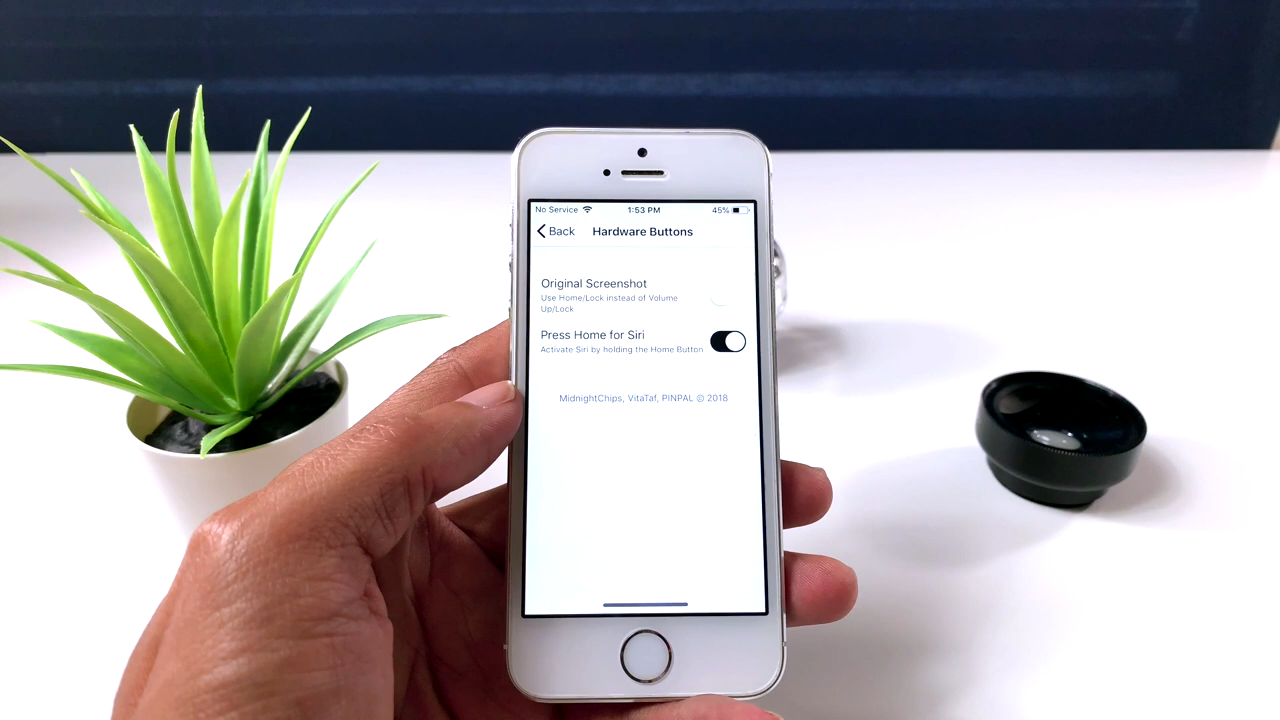 No Service 1:53 PM 45%
Back Hardware Buttons
Original Screenshot
Use Home/Lock instead of Volume
Up/Lock
Press Home for Siri
Activate Siri by holding the Home Button
MidnightChips, VitaTaf, PINPAL © 2018